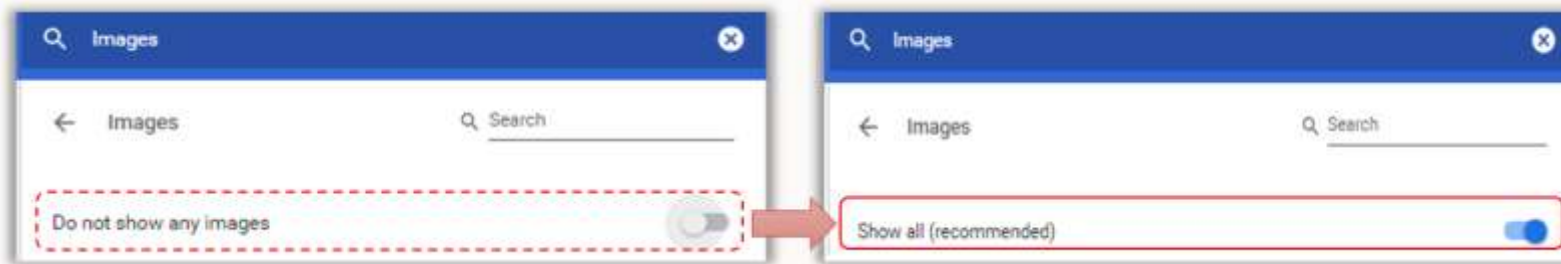 Images
Images
Search
Do not show any images
Images
Images
Search
Show all (recommended)